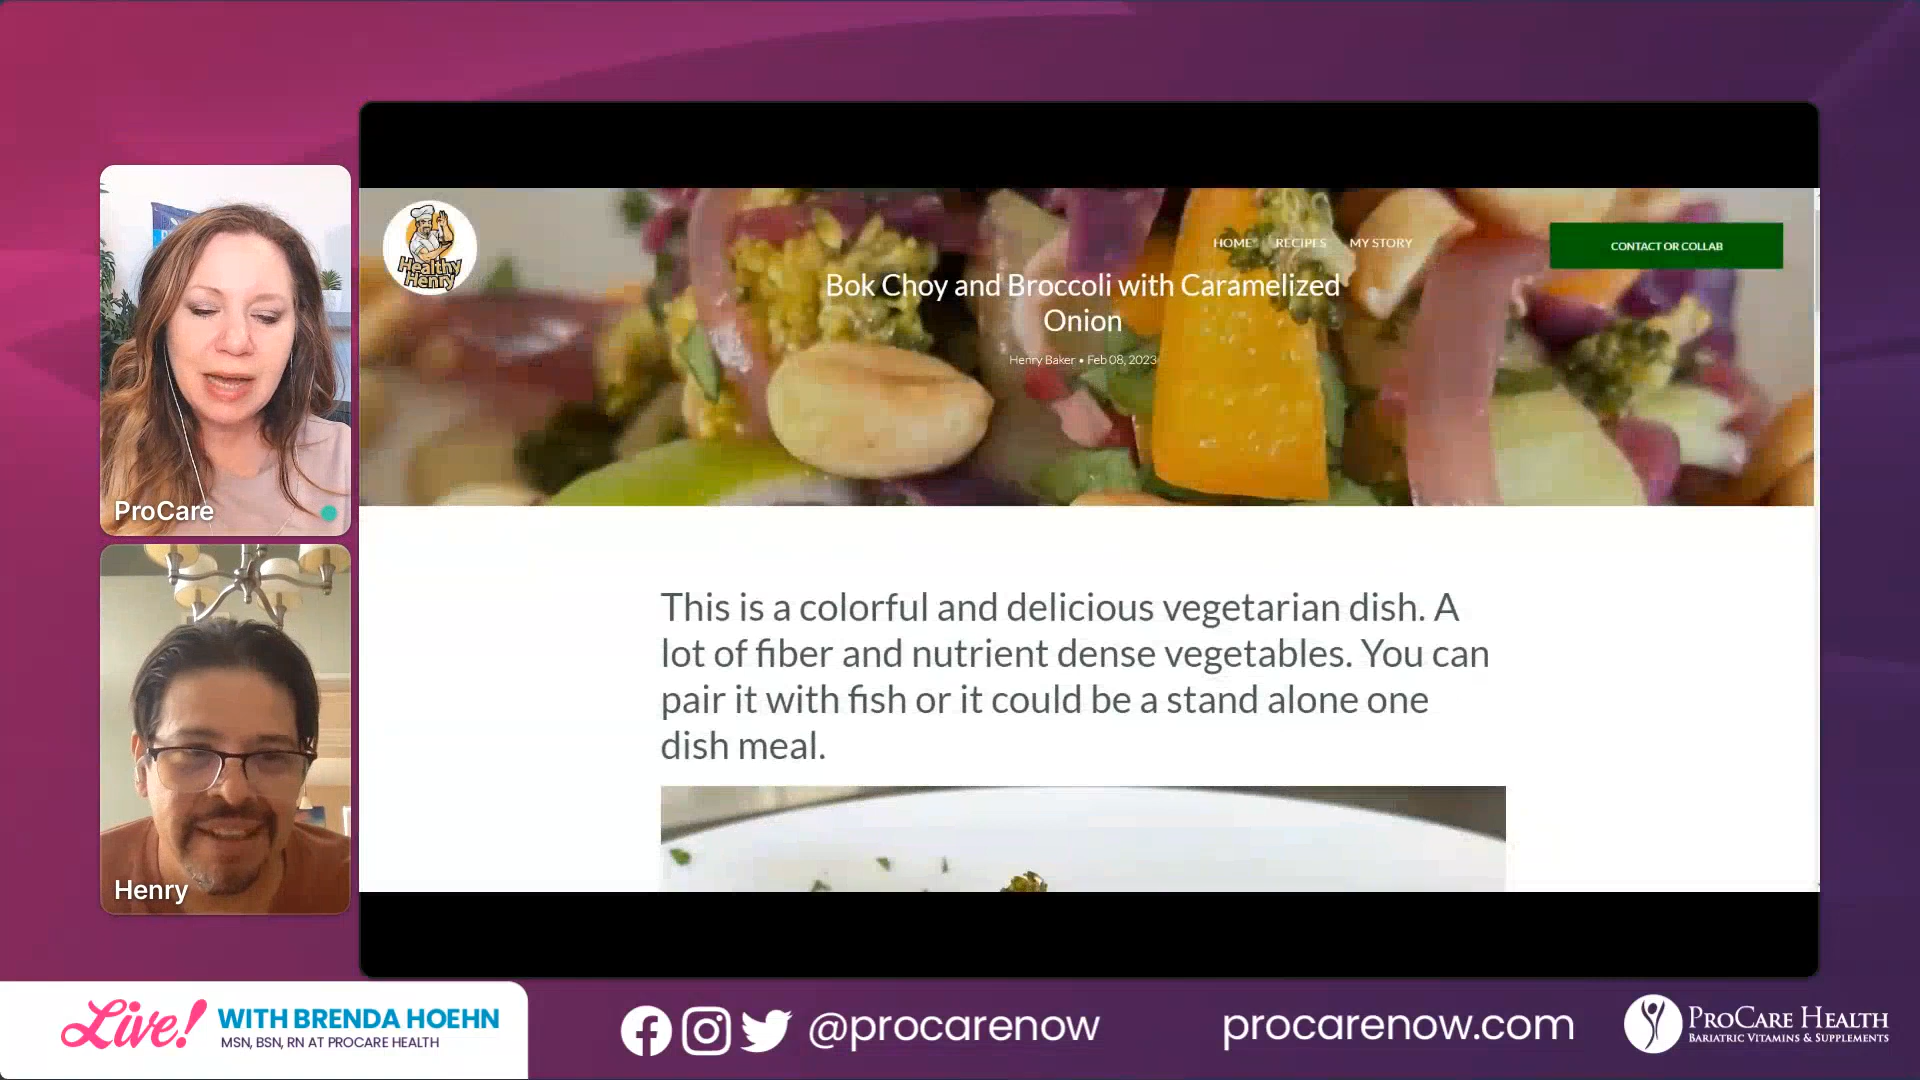 ProCare
Henry
Healthy
Henry
HOME RECIPES MY STORY
CONTACT OR COLLAB
Bok Choy and Broccoli with Caramelized
Onion
Henry Baker • Feb 08, 2023
This is a colorful and delicious vegetarian dish. A
lot of fiber and nutrient dense vegetables. You can
pair it with fish or it could be a stand alone one
dish meal.
Live! WITH BRENDA HOEHN
MSN, BSN, RN AT PROCARE HEALTH
@procarenow
procarenow.com
PROCARE HEALTH
BARIATRIC VITAMINS & SUPPLEMENTS